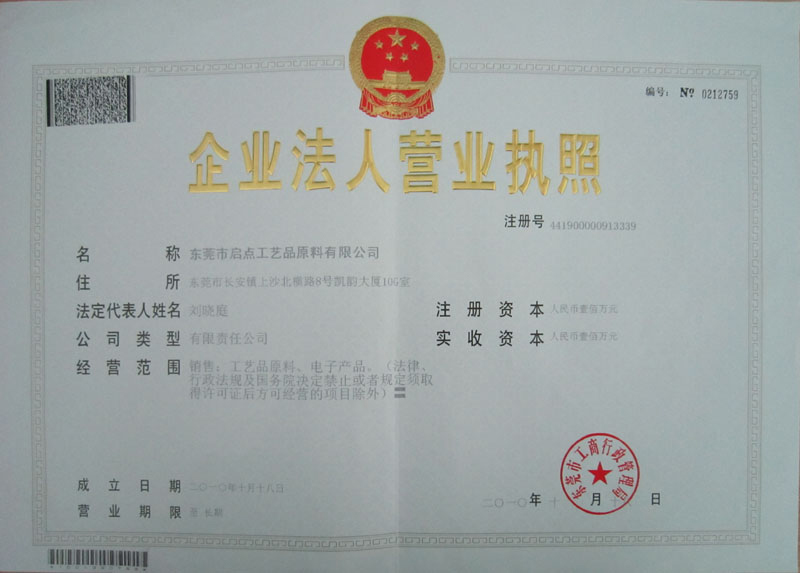 编号: Nº 0212759
企业法人营业执照
注册号 441900000913339
名 称 东莞市启点工艺品原料有限公司
住 所 东莞市长安镇上沙北横路8号凯韵大厦106室
法定代表人姓名 刘晓庭
注 册 资 本 人民币壹佰万元
公 司 类 型 有限责任公司
实 收 资 本 人民币壹佰万元
经 营 范 围 销售：工艺品原料、电子产品。（法律、
行政法规及国务院决定禁止或者规定须取
得许可证后方可经营的项目除外）
东莞市工商行政管理局
成 立 日 期 二〇一〇年十月十八日
二〇一〇 年 十 月 十八 日
营 业 期 限 至 长期